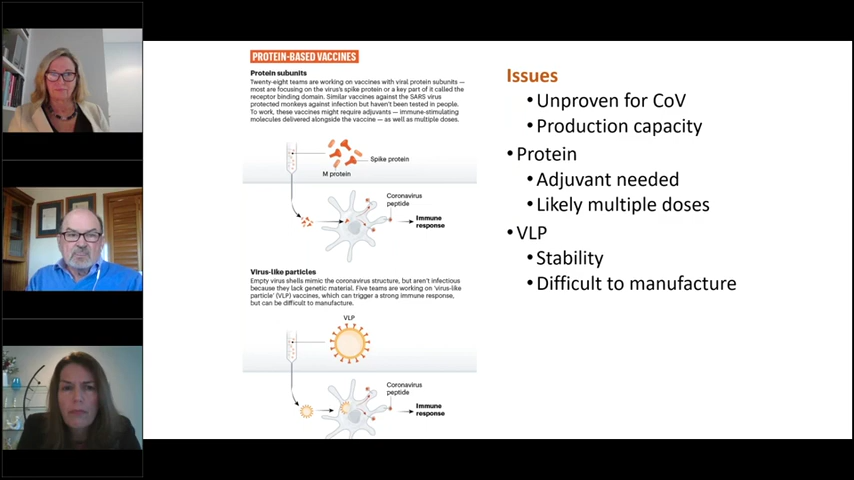 PROTEIN-BASED VACCINES
Protein subunits
Twenty-eight teams are working on vaccines with viral protein subunits —
most are focusing on the virus's spike protein or a key part of it called the
receptor binding domain. Similar vaccines against the SARS virus
protected monkeys against infection but haven't been tested in people.
To work, these vaccines might require adjuvants — immune-stimulating
molecules delivered alongside the vaccine — as well as multiple doses.
Spike protein
M protein
Coronavirus
peptide
Immune
response
Virus-like particles
Empty virus shells mimic the coronavirus structure, but aren't infectious
because they lack genetic material. Five teams are working on 'virus-like
particle' (VLP) vaccines, which can trigger a strong immune response,
but can be difficult to manufacture.
VLP
Coronavirus
peptide
Immune
response
Issues
• Unproven for CoV
• Production capacity
• Protein
• Adjuvant needed
• Likely multiple doses
• VLP
• Stability
• Difficult to manufacture